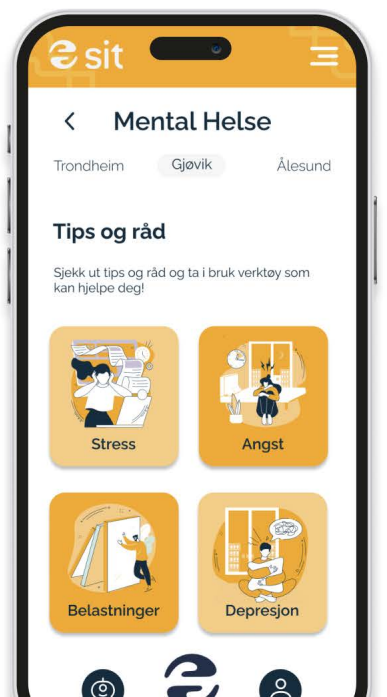 sit
Mental Helse
Trondheim Gjøvik Ålesund
Tips og råd
Sjekk ut tips og råd og ta i bruk verktøy som
kan hjelpe deg!
Stress Angst
Belastninger Depresjon